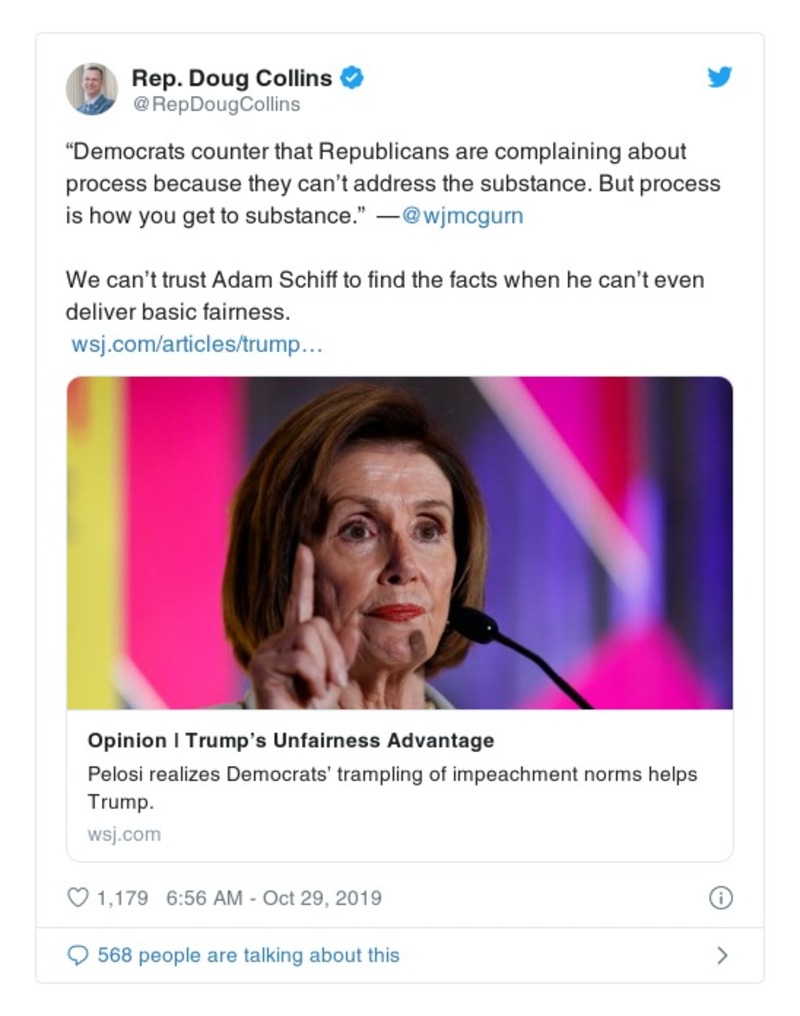 Rep. Doug Collins
@RepDougCollins
“Democrats counter that Republicans are complaining about
process because they can’t address the substance. But process
is how you get to substance.” —@wjmcgurn
We can’t trust Adam Schiff to find the facts when he can’t even
deliver basic fairness.
wsj.com/articles/trump…
Opinion | Trump’s Unfairness Advantage
Pelosi realizes Democrats’ trampling of impeachment norms helps
Trump.
wsj.com
1,179 6:56 AM - Oct 29, 2019
568 people are talking about this